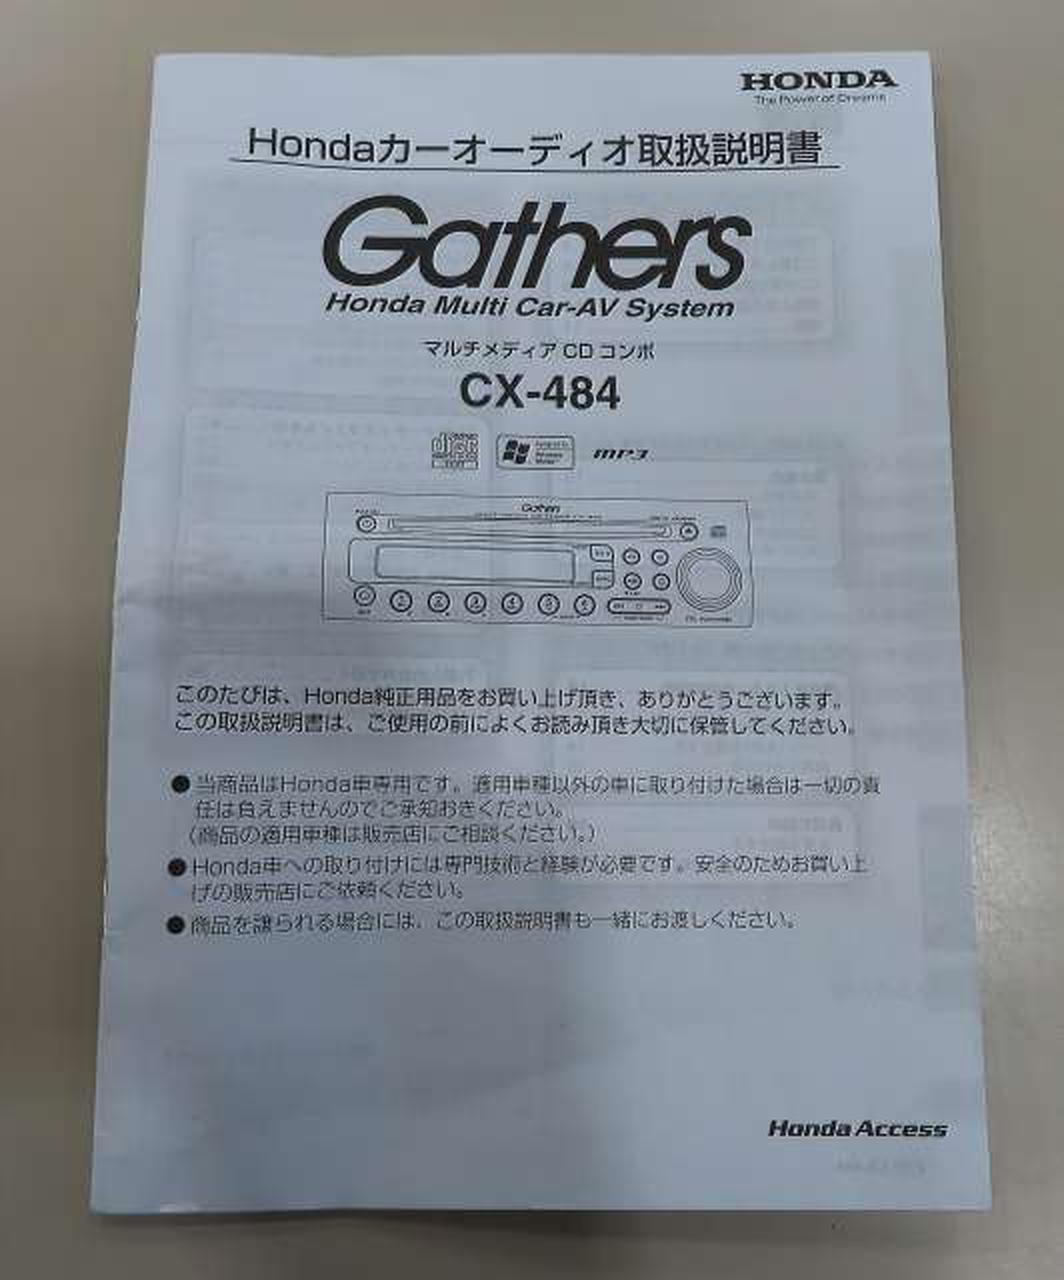 HONDA
The Power of Dreams
Hondaカーオーディオ取扱説明書
Gathers
Honda Multi Car-AV System
マルチメディア CD コンポ
CX-484
mp3
Gathers
このたびは、Honda純正用品をお買い上げ頂き、ありがとうございます。
この取扱説明書は、ご使用の前によくお読み頂き大切に保管してください。
●当商品はHonda車専用です。適用車種以外の車に取り付けた場合は一切の責
任は負えませんのでご承知おきください。
（商品の適用車種は販売店にご相談ください。）
●Honda車への取り付けには専門技術と経験が必要です。安全のためお買い上
げの販売店にご依頼ください。
●商品を譲られる場合には、この取扱説明書も一緒にお渡しください。
Honda Access